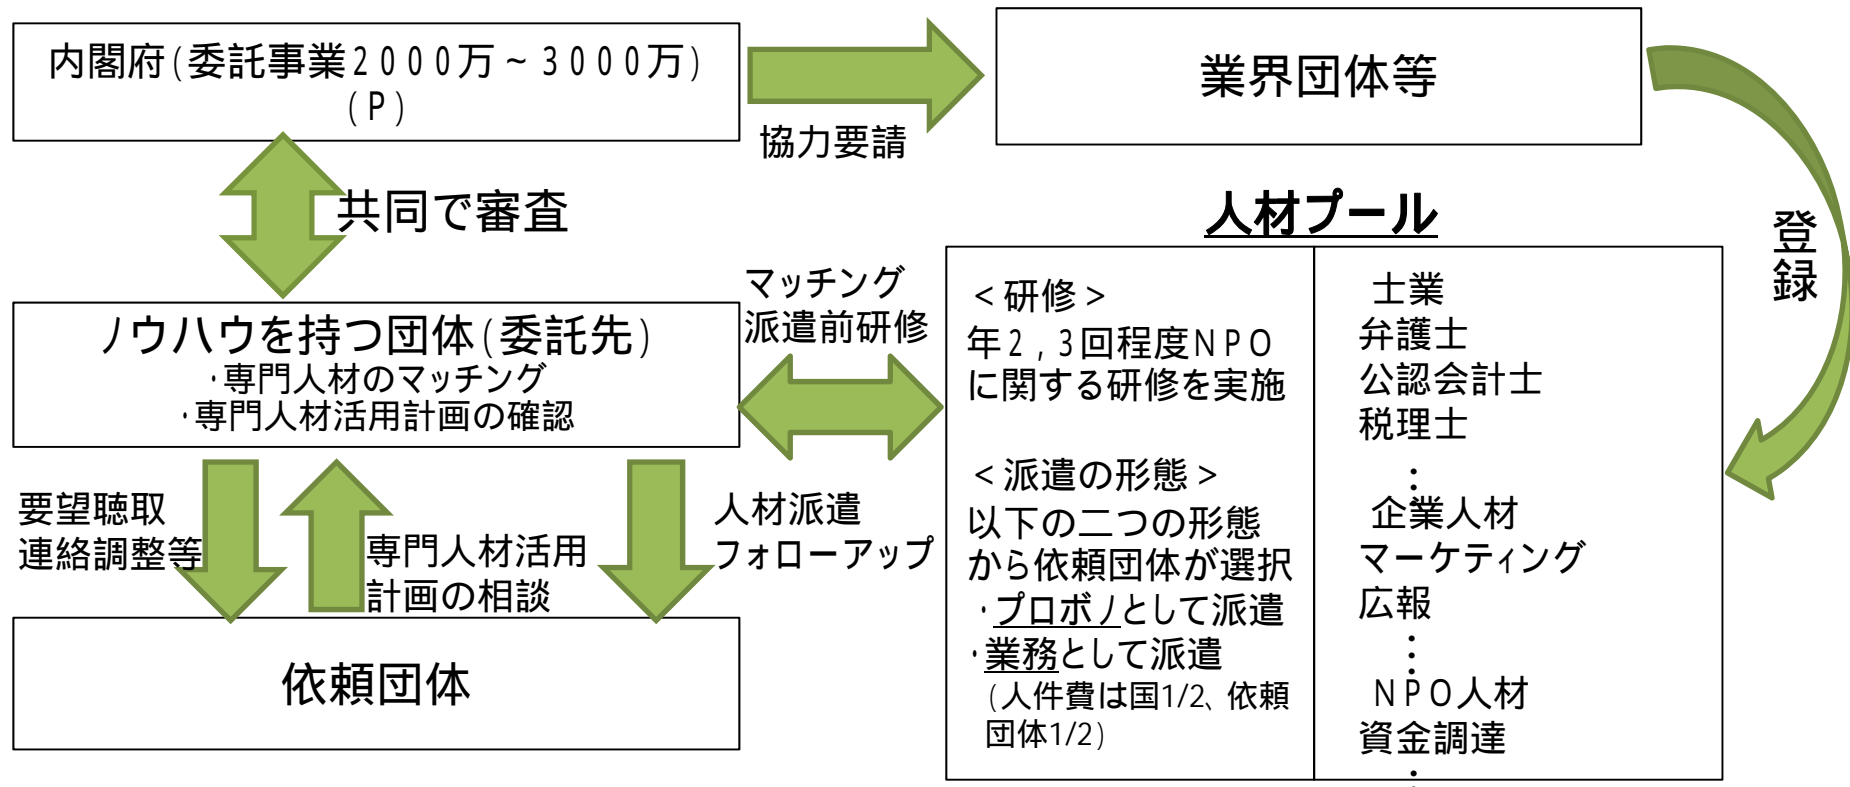 内閣府(委託事業２０００万～３０００万)
(Ｐ)
協力要請
業界団体等
共同で審査
人材プール
登録
ノウハウを持つ団体(委託先)
・専門人材のマッチング
・専門人材活用計画の確認
マッチング
派遣前研修
＜研修＞
年２，３回程度ＮＰＯ
に関する研修を実施
＜派遣の形態＞
以下の二つの形態
から依頼団体が選択
・プロボノとして派遣
・業務として派遣
(人件費は国1/2、依頼
団体1/2)
士業
弁護士
公認会計士
税理士
：
企業人材
マーケティング
広報
：
ＮＰＯ人材
資金調達
：
要望聴取
連絡調整等
専門人材活用
計画の相談
人材派遣
フォローアップ
依頼団体